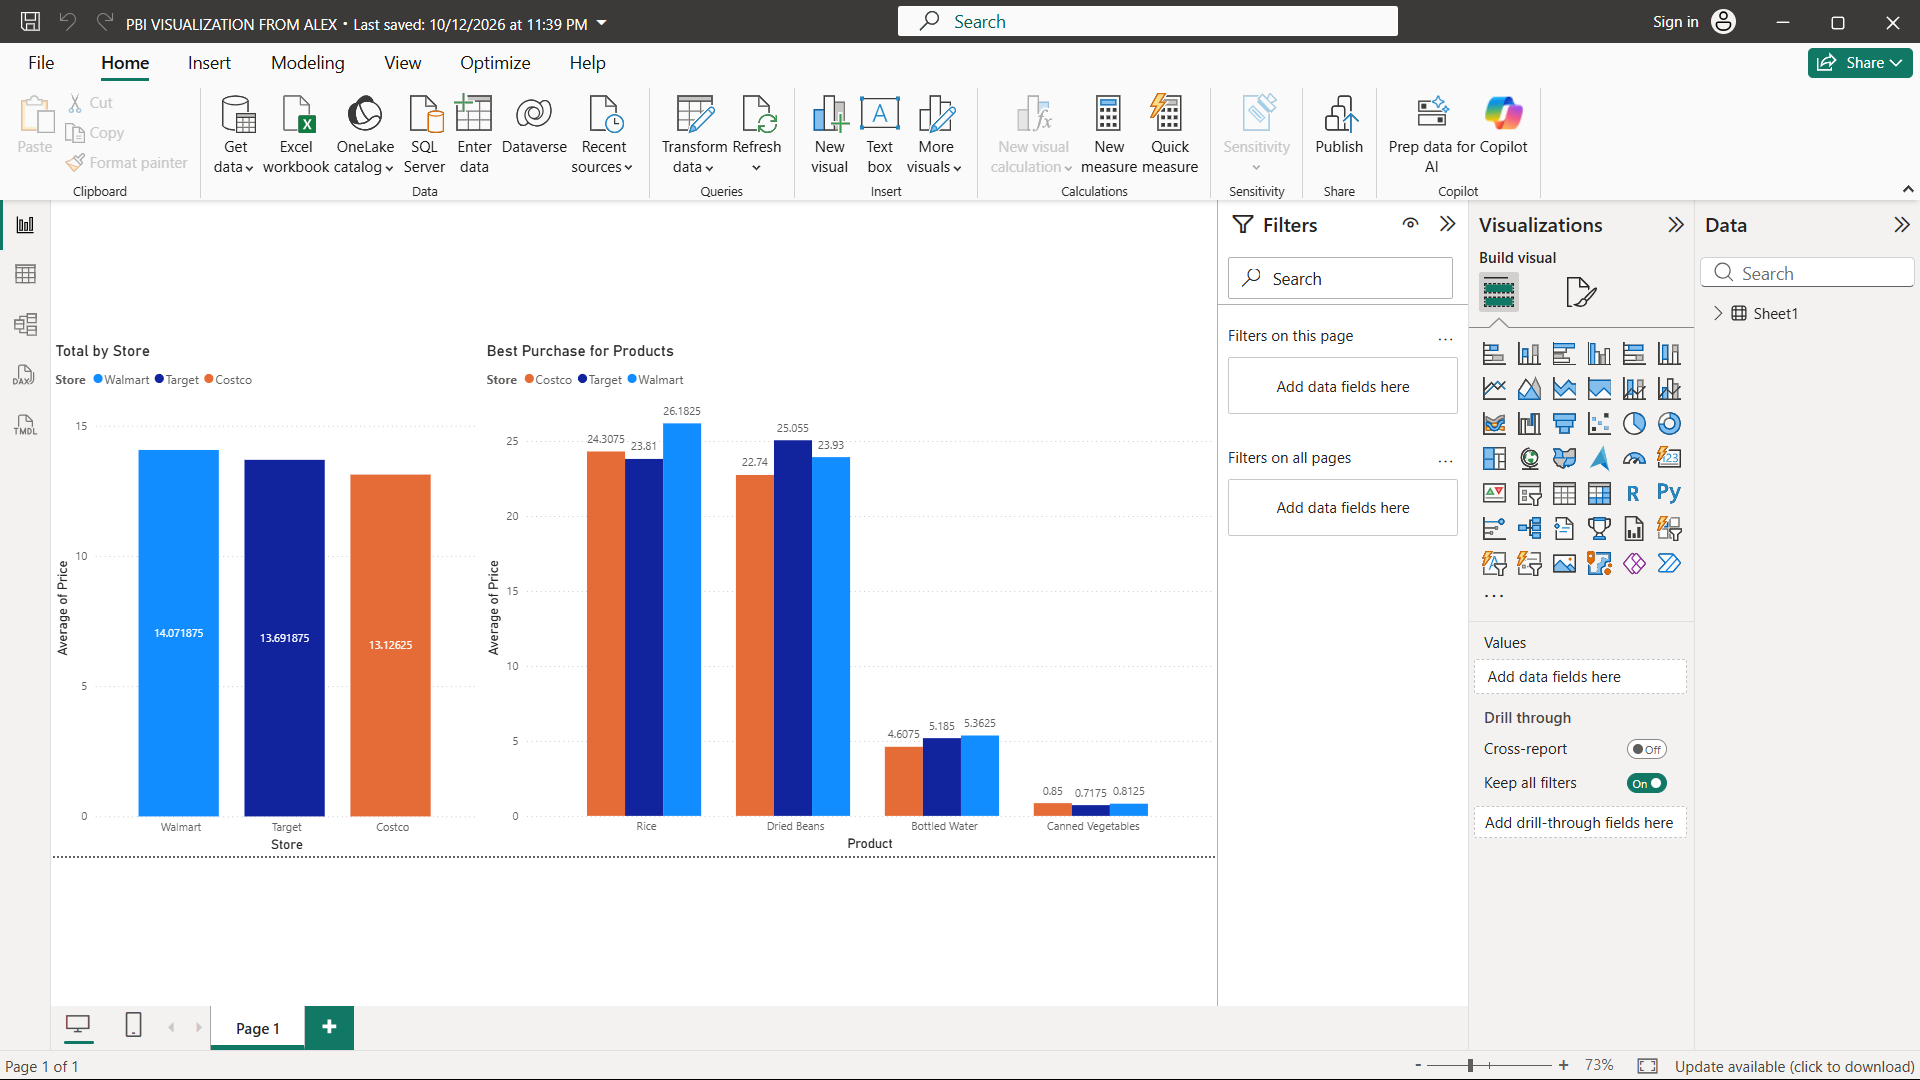 PBI VISUALIZATION FROM ALEX • Last saved: 10/12/2026 at 11:39 PM
Search
Sign in
File
Home
Insert
Modeling
View
Optimize
Help
Share
Paste
Cut
Copy
Format painter
Clipboard
Get data
Excel workbook
OneLake catalog
SQL Server
Enter data
Dataverse
Recent sources
Data
Transform data
Refresh
Queries
New visual
A
Text box
More visuals
Insert
fx
New visual calculation
New measure
Quick measure
Calculations
Sensitivity
Sensitivity
Publish
Share
Prep data for AI
Copilot
Copilot
DAX
TMDL
Total by Store
Store Walmart Target Costco
Average of Price
15
10
5
0
14.071875
13.691875
13.12625
Walmart
Target
Costco
Store
Best Purchase for Products
Store Costco Target Walmart
Average of Price
25
20
15
10
5
0
24.3075
23.81
26.1825
22.74
25.055
23.93
4.6075
5.185
5.3625
0.85
0.7175
0.8125
Rice
Dried Beans
Bottled Water
Canned Vegetables
Product
Filters
Search
Filters on this page
...
Add data fields here
Filters on all pages
...
Add data fields here
Visualizations
Build visual
123
R
Py
...
Values
Add data fields here
Drill through
Cross-report
Off
Keep all filters
On
Add drill-through fields here
Data
Search
Sheet1
Page 1
+
Page 1 of 1
-
+
73%
Update available (click to download)